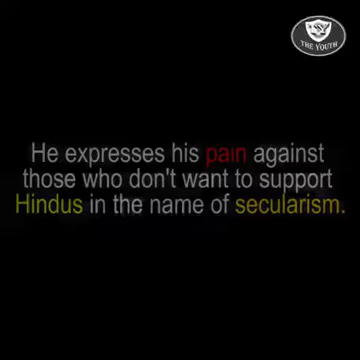 THE YOUTH
He expresses his pain against
those who don't want to support
Hindus in the name of secularism.